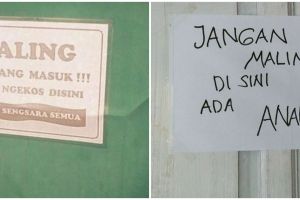 ALING
ANG MASUK!!!
NGEKOS DISINI
SENGSARA SEMUA
JANGAN
MALIN
DI SINI
ADA
ANA